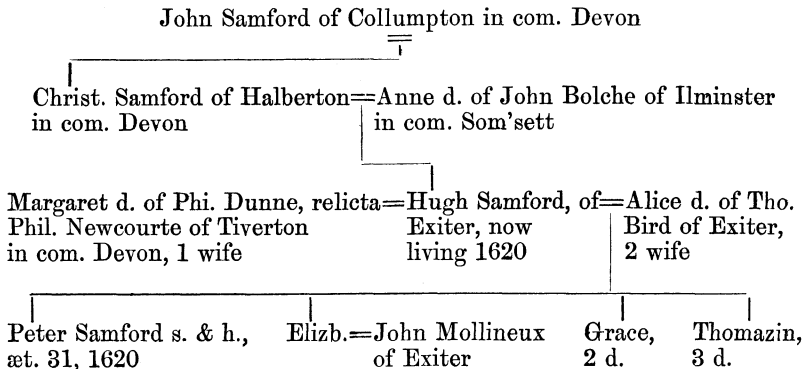 John Samford of Collumpton in com. Devon
Christ. Samford of Halberton=Anne d. of John Bolche of Ilminster
in com. Devon in com. Som'sett
Margaret d. of Phi. Dunne, relicta=Hugh Samford, of=Alice d. of Tho.
Phil. Newcourte of Tiverton Exiter, now Bird of Exiter,
in com. Devon, 1 wife living 1620 2 wife
Peter Samford s. & h., Elizb.=John Mollineux Grace, Thomazin,
æt. 31, 1620 of Exiter 2 d. 3 d.